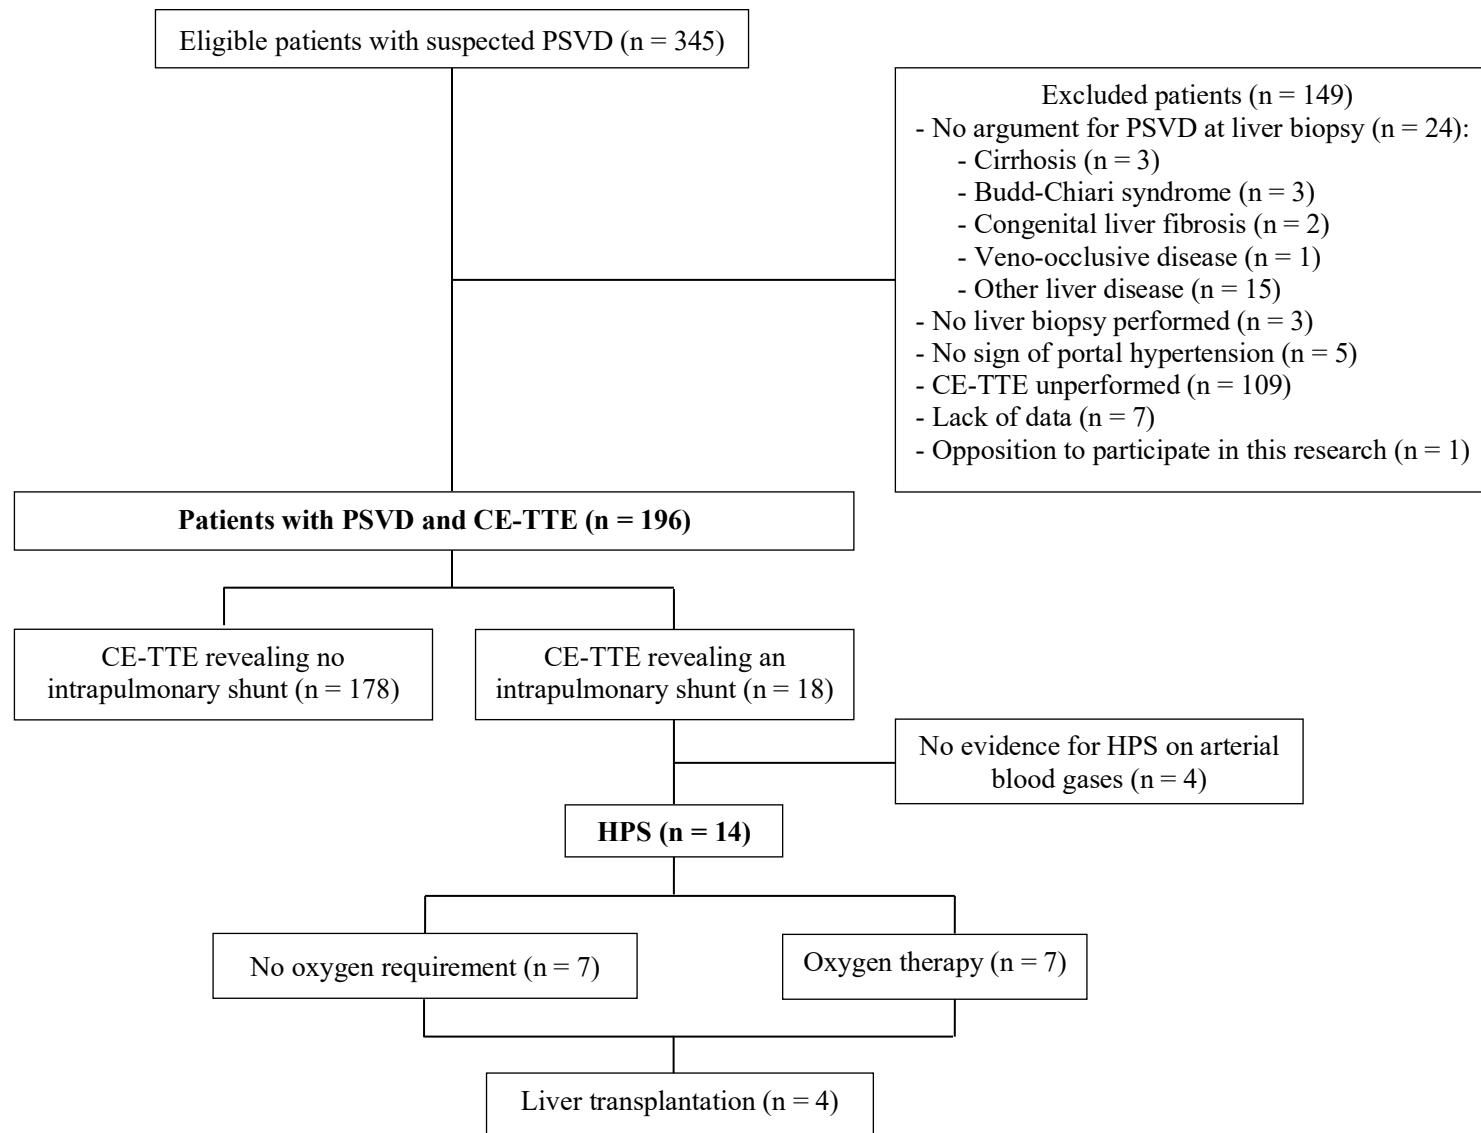 Eligible patients with suspected PSVD (n = 345)
Excluded patients (n = 149)
- No argument for PSVD at liver biopsy (n = 24):
- Cirrhosis (n = 3)
- Budd-Chiari syndrome (n = 3)
- Congenital liver fibrosis (n = 2)
- Veno-occlusive disease (n = 1)
- Other liver disease (n = 15)
- No liver biopsy performed (n = 3)
- No sign of portal hypertension (n = 5)
- CE-TTE unperformed (n = 109)
- Lack of data (n = 7)
- Opposition to participate in this research (n = 1)
Patients with PSVD and CE-TTE (n = 196)
CE-TTE revealing no
intrapulmonary shunt (n = 178)
CE-TTE revealing an
intrapulmonary shunt (n = 18)
No evidence for HPS on arterial
blood gases (n = 4)
HPS (n = 14)
No oxygen requirement (n = 7)
Oxygen therapy (n = 7)
Liver transplantation (n = 4)